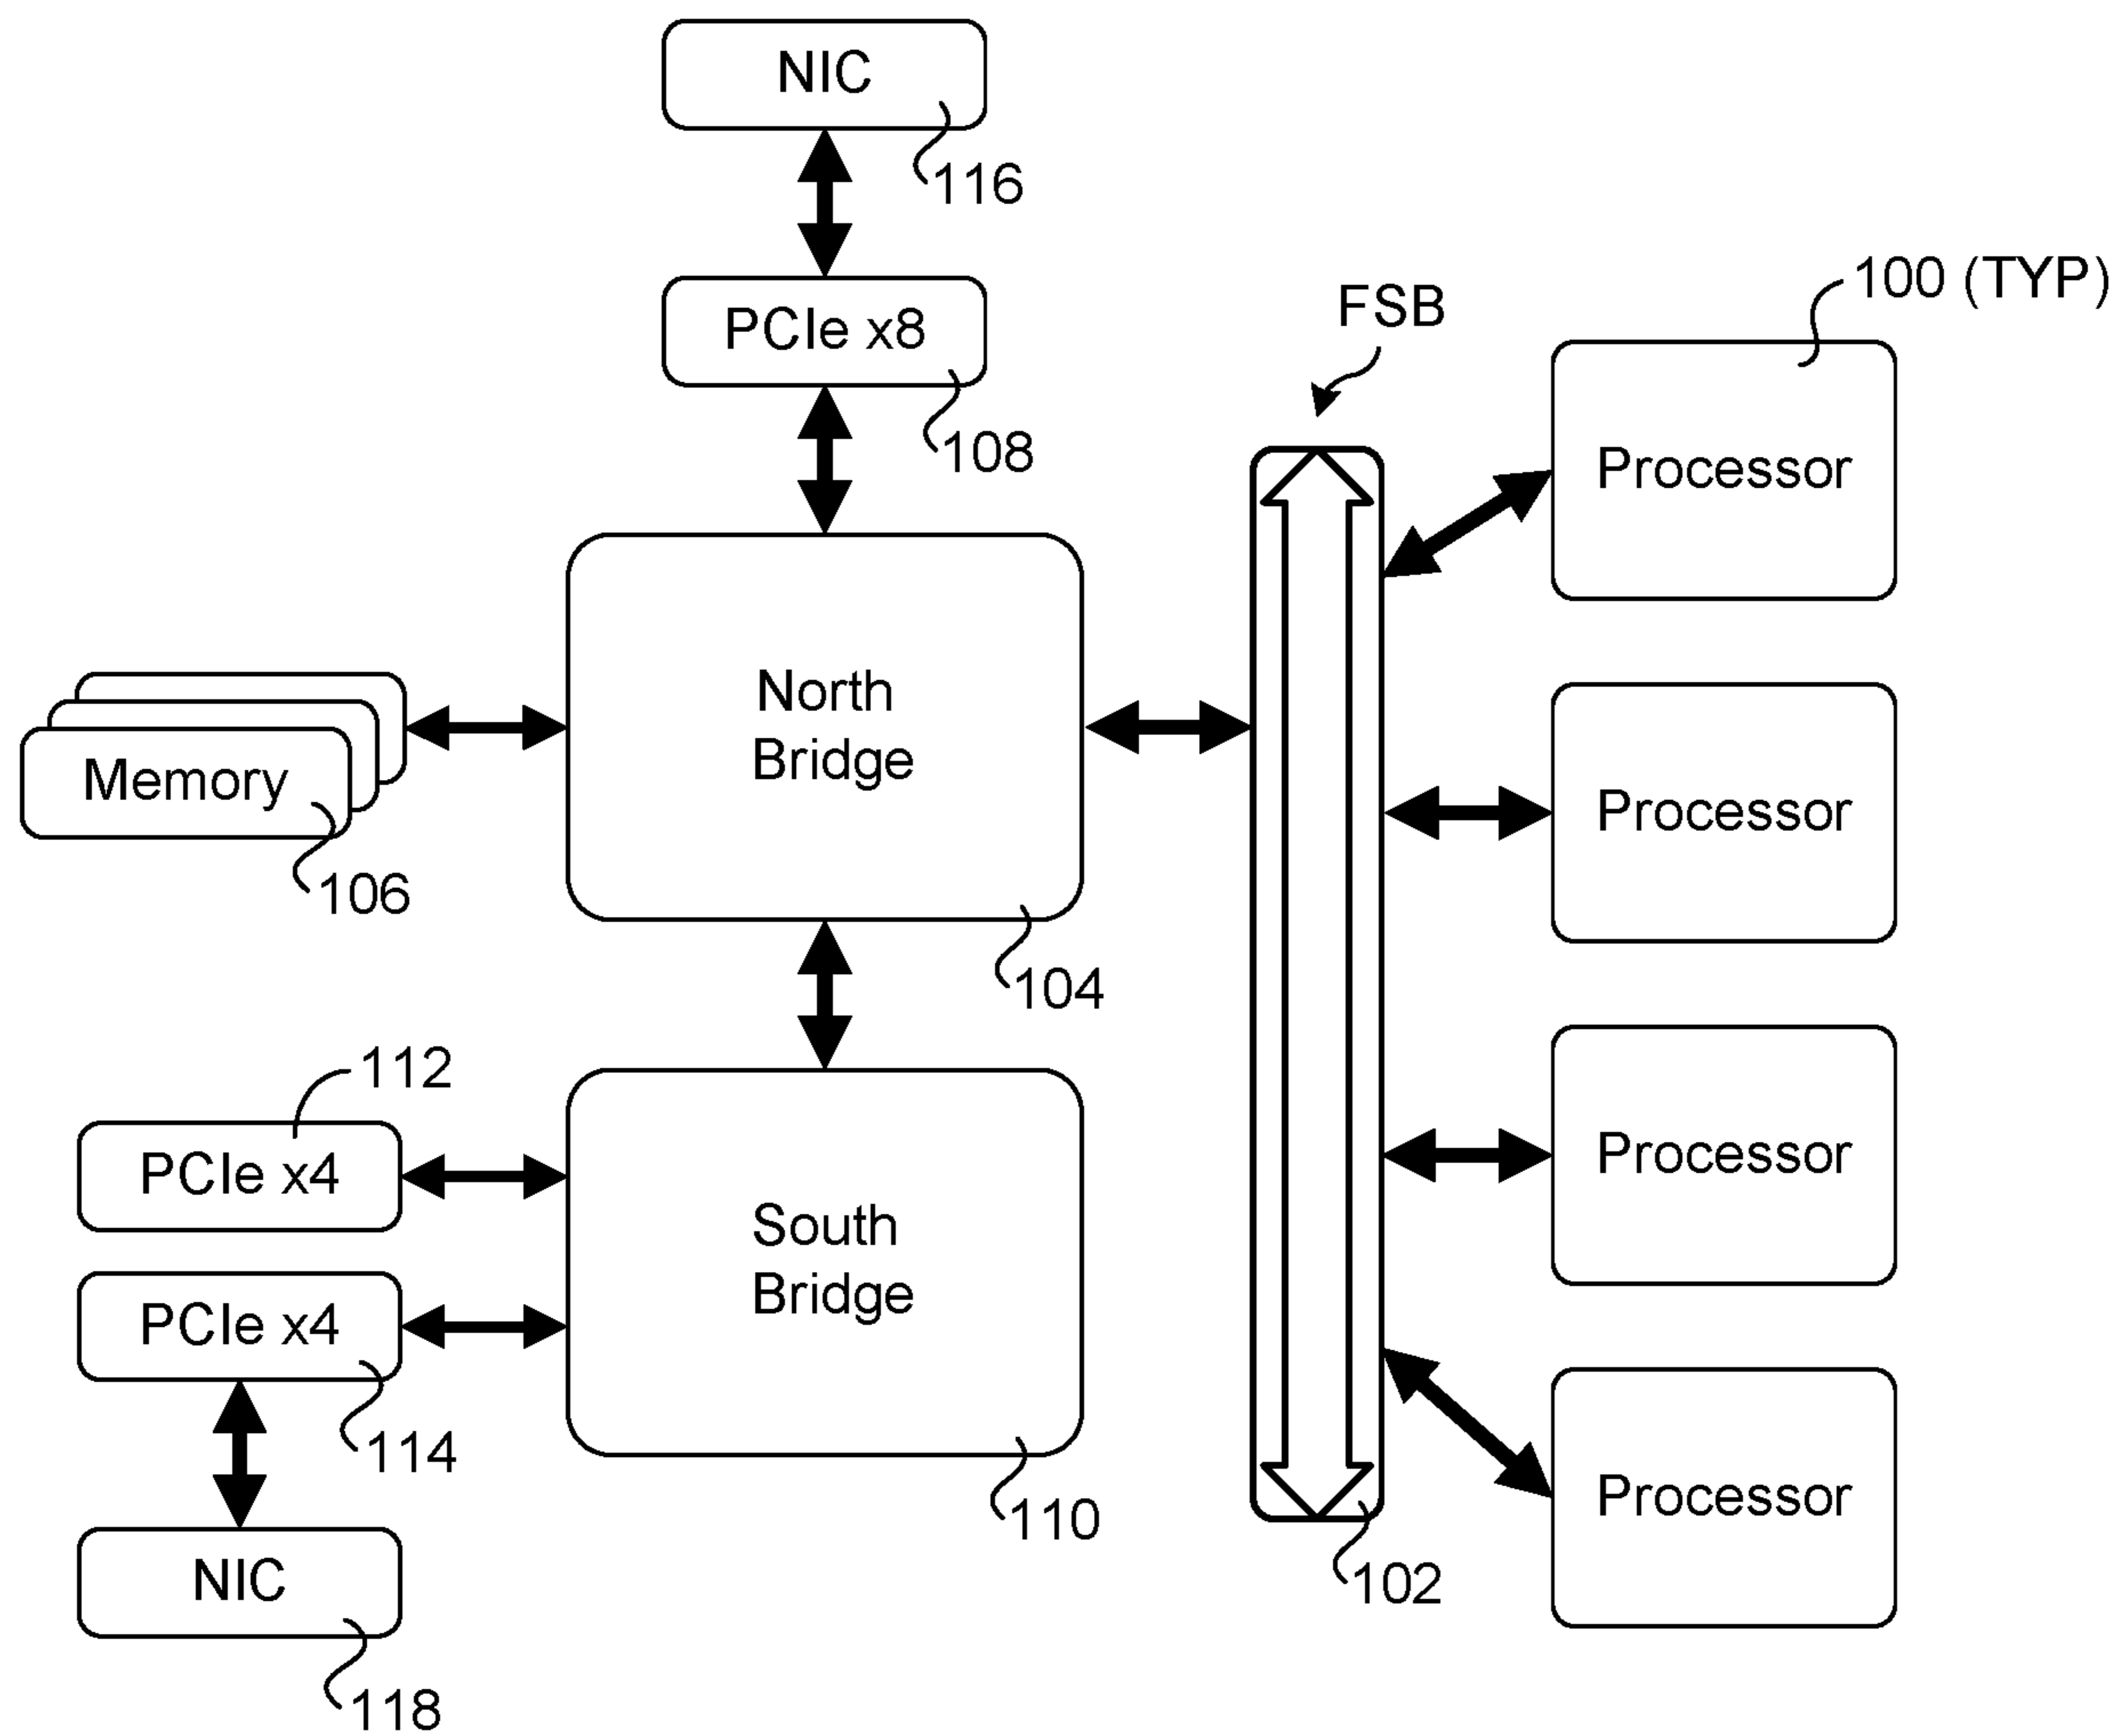 NIC
116
100 (TYP)
FSB
PCIe x8
108
Processor
North
Bridge
Memory
106
Processor
104
112
PCIe x4
Processor
South
Bridge
PCIe x4
114
Processor
110
NIC
102
118